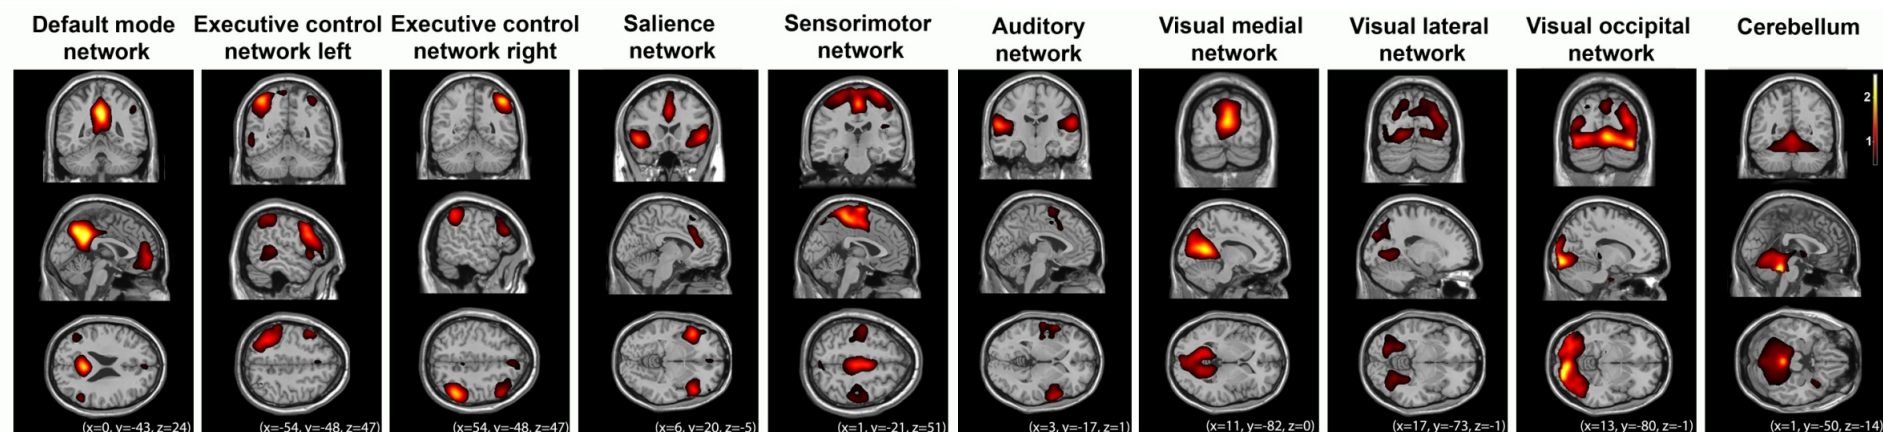 Default mode
network
Executive control
network left
Executive control
network right
Salience
network
Sensorimotor
network
Auditory
network
Visual medial
network
Visual lateral
network
Visual occipital
network
Cerebellum
2
1
(x=0, y=-43, z=24)
(x=-54, y=-48, z=47)
(x=54, y=-48, z=47)
(x=6, y=20, z=-5)
(x=1, y=-21, z=51)
(x=3, y=-17, z=1)
(x=11, y=-82, z=0)
(x=17, y=-73, z=-1)
(x=13, y=-80, z=-1)
(x=1, y=-50, z=-14)